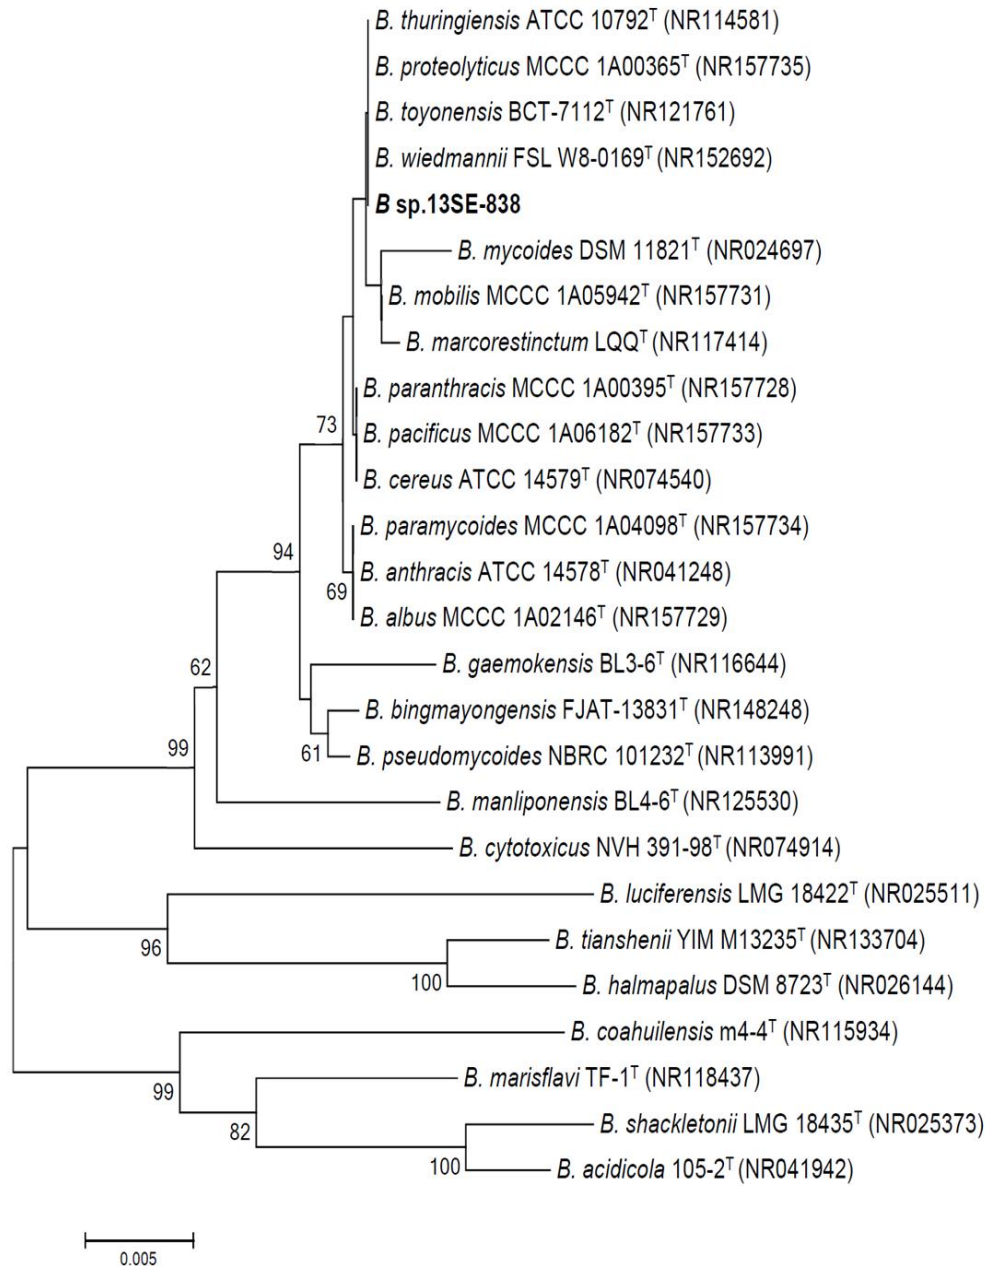 B. thuringiensis ATCC 10792ᵀ (NR114581)
B. proteolyticus MCCC 1A00365ᵀ (NR157735)
B. toyonensis BCT-7112ᵀ (NR121761)
B. wiedmannii FSL W8-0169ᵀ (NR152692)
B sp.13SE-838
B. mycoides DSM 11821ᵀ (NR024697)
B. mobilis MCCC 1A05942ᵀ (NR157731)
B. marcorestinctum LQQᵀ (NR117414)
B. paranthracis MCCC 1A00395ᵀ (NR157728)
73
B. pacificus MCCC 1A06182ᵀ (NR157733)
B. cereus ATCC 14579ᵀ (NR074540)
B. paramycoides MCCC 1A04098ᵀ (NR157734)
94
B. anthracis ATCC 14578ᵀ (NR041248)
69
B. albus MCCC 1A02146ᵀ (NR157729)
62
B. gaemokensis BL3-6ᵀ (NR116644)
B. bingmayongensis FJAT-13831ᵀ (NR148248)
99
61
B. pseudomycoides NBRC 101232ᵀ (NR113991)
B. manliponensis BL4-6ᵀ (NR125530)
B. cytotoxicus NVH 391-98ᵀ (NR074914)
B. luciferensis LMG 18422ᵀ (NR025511)
96
B. tianshenii YIM M13235ᵀ (NR133704)
100
B. halmapalus DSM 8723ᵀ (NR026144)
B. coahuilensis m4-4ᵀ (NR115934)
99
B. marisflavi TF-1ᵀ (NR118437)
82
B. shackletonii LMG 18435ᵀ (NR025373)
100
B. acidicola 105-2ᵀ (NR041942)
0.005